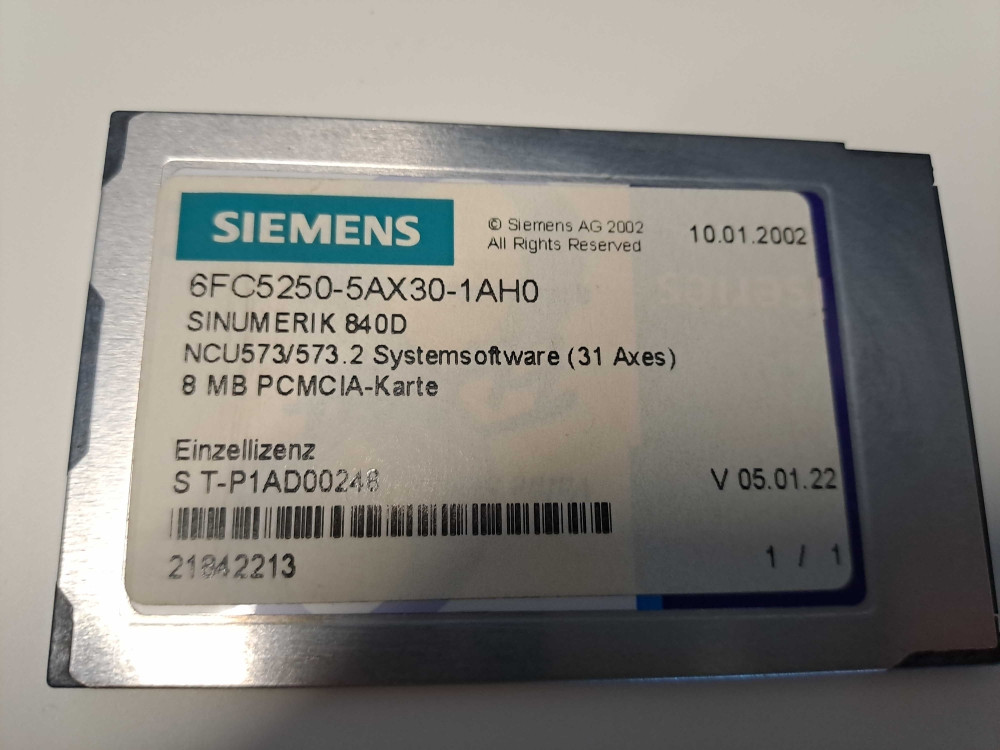 SIEMENS
© Siemens AG 2002
All Rights Reserved
10.01.2002
6FC5250-5AX30-1AH0
SINUMERIK 840D
NCU573/573.2 Systemsoftware (31 Axes)
8 MB PCMCIA-Karte
Einzellizenz
S T-P1AD00248
V 05.01.22
21842213
1 / 1